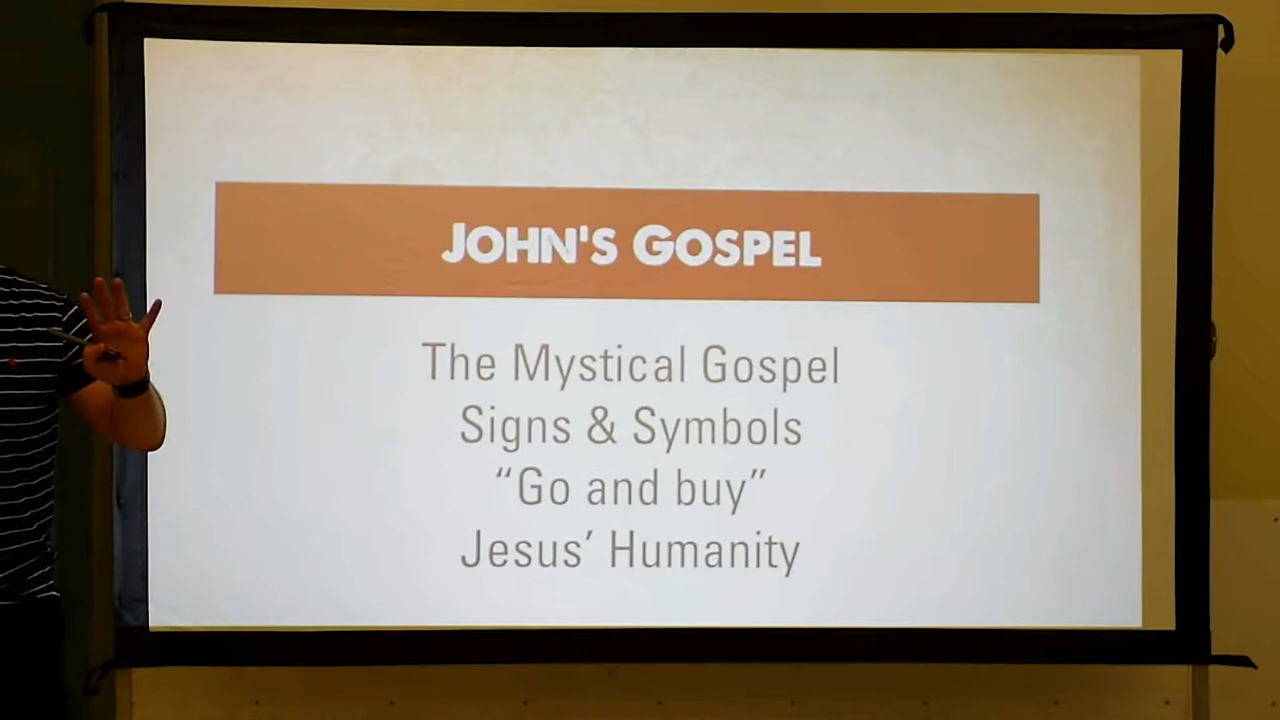 JOHN'S GOSPEL
The Mystical Gospel
Signs & Symbols
“Go and buy”
Jesus’ Humanity